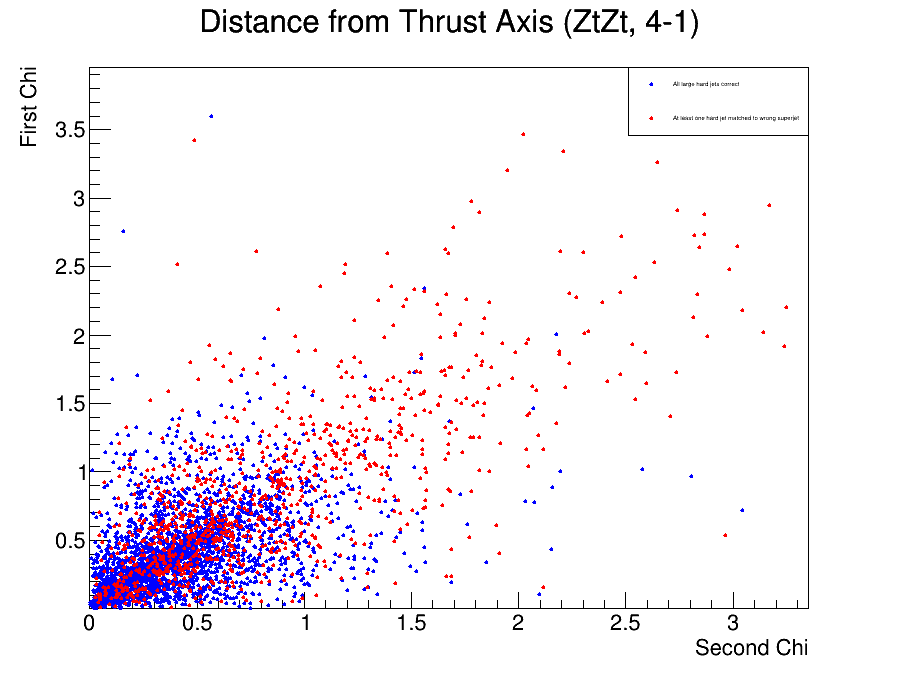 Distance from Thrust Axis (ZtZt, 4-1)
First Chi
All large hard jets correct
At least one hard jet matched to wrong superjet
3.5
3
2.5
2
1.5
1
0.5
0 0.5 1 1.5 2 2.5 3
Second Chi